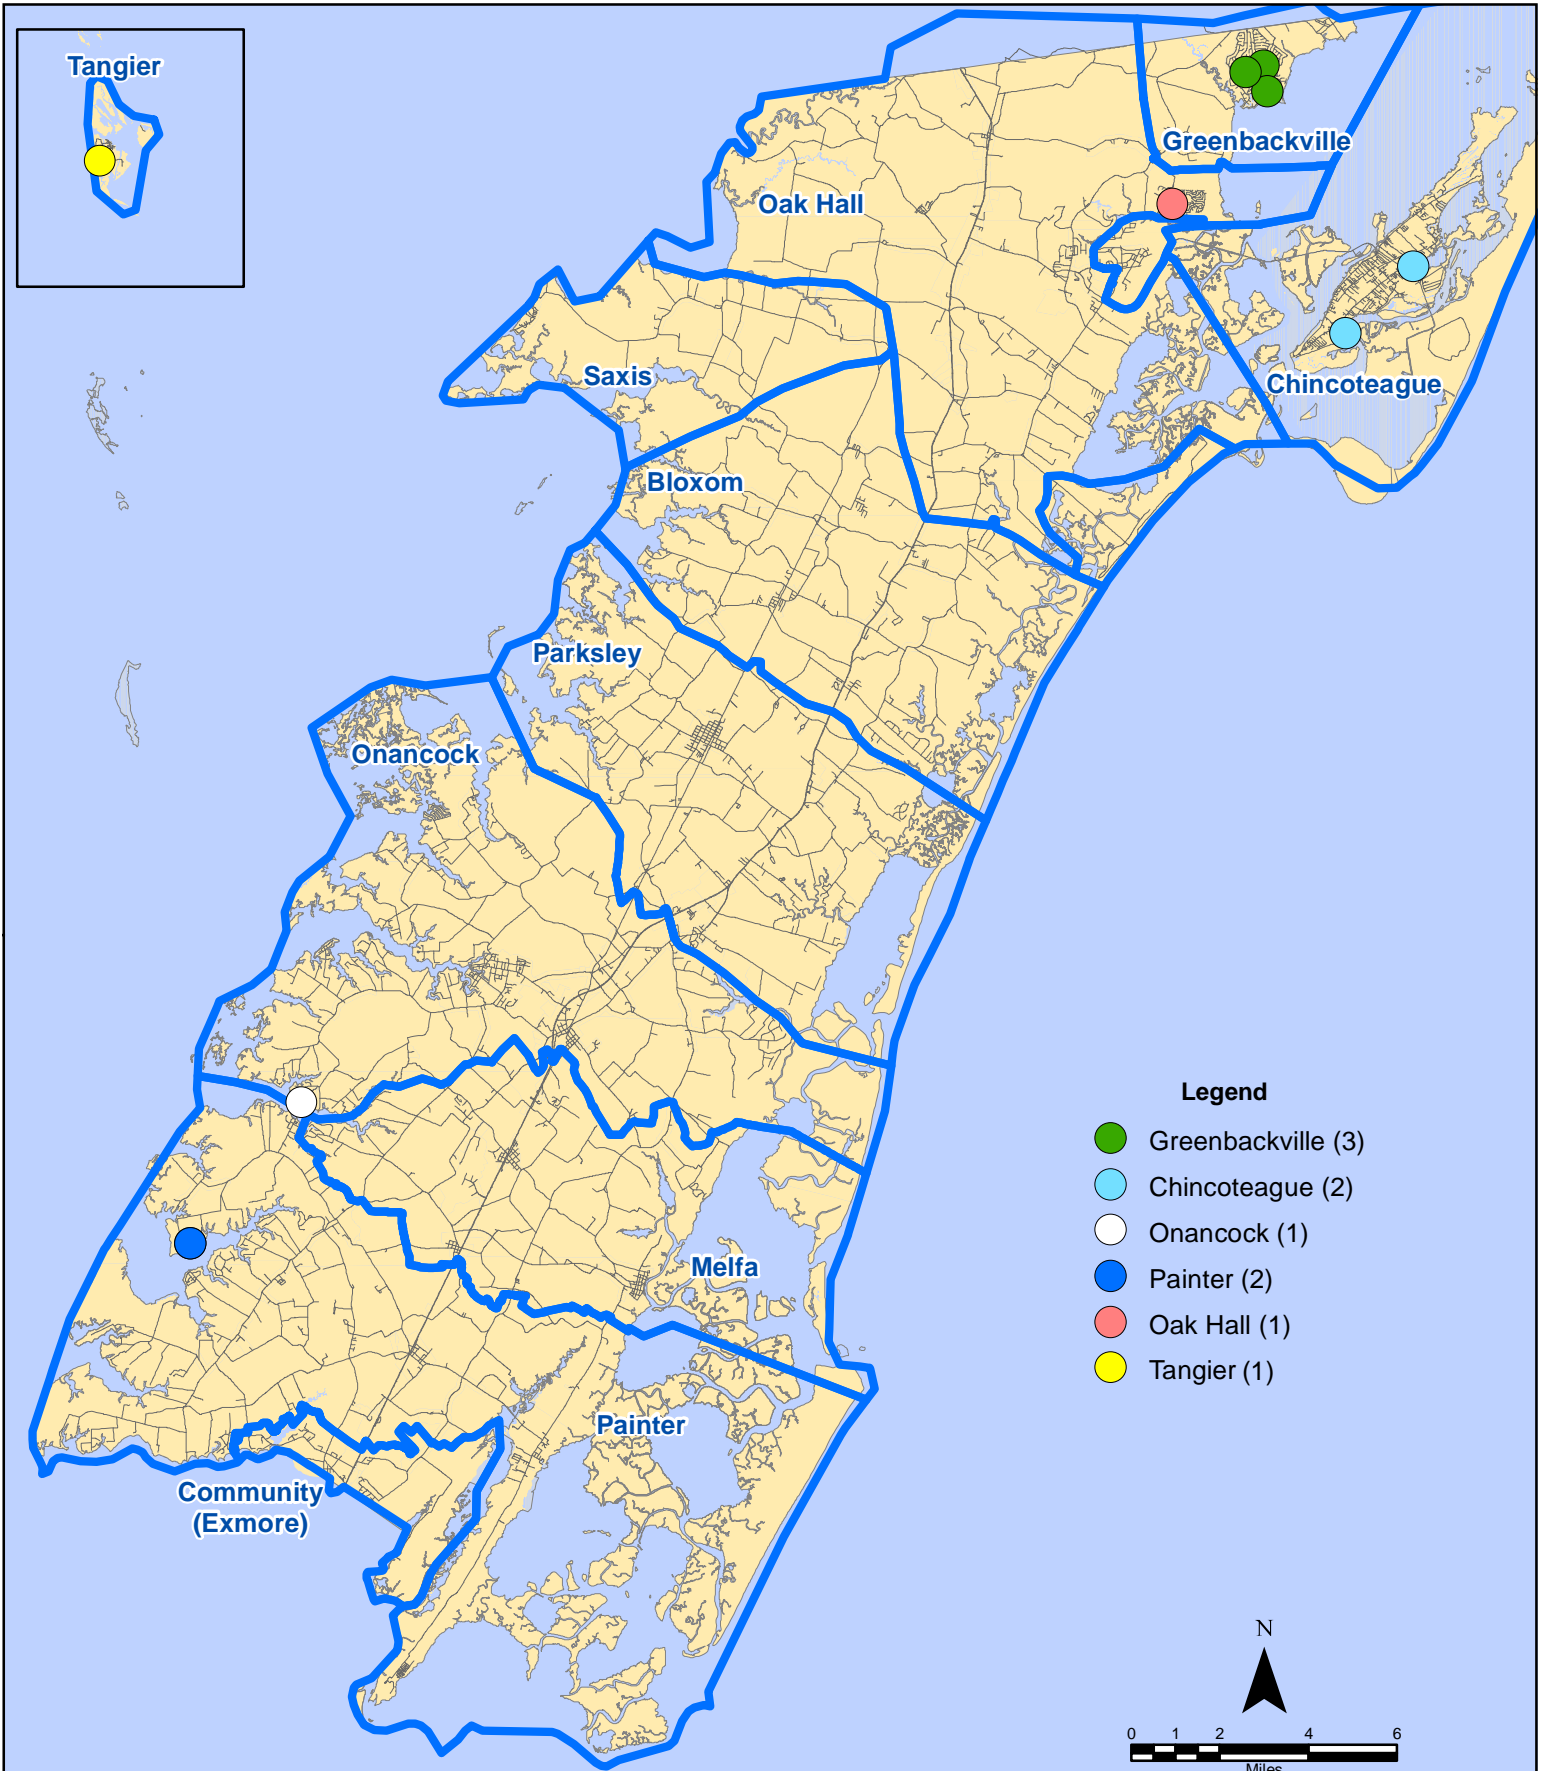 Tangier
Greenbackville
Oak Hall
Saxis
Chincoteague
Bloxom
Parksley
Onancock
Melfa
Painter
Community
(Exmore)
Legend
Greenbackville (3)
Chincoteague (2)
Onancock (1)
Painter (2)
Oak Hall (1)
Tangier (1)
N
0 1 2 4 6
Miles